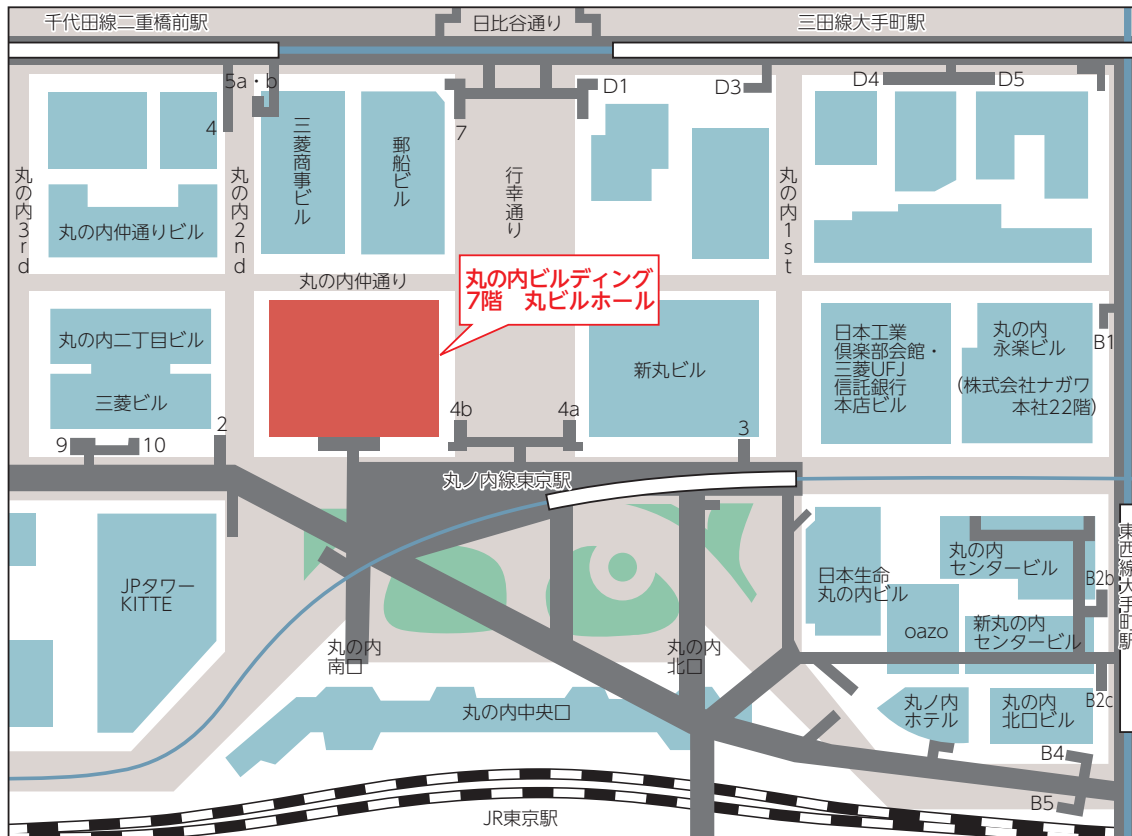 千代田線二重橋前駅
日比谷通り
三田線大手町駅
5a・b
4
7
D1
D3
D4
D5
三菱商事ビル
郵船ビル
行幸通り
丸の内3rd
丸の内2nd
丸の内1st
丸の内仲通りビル
丸の内仲通り
丸の内ビルディング
7階　丸ビルホール
丸の内二丁目ビル
三菱ビル
新丸ビル
日本工業
倶楽部会館・
三菱UFJ
信託銀行
本店ビル
丸の内
永楽ビル
(株式会社ナガワ
本社22階)
B1
9
10
2
4b
4a
3
丸ノ内線東京駅
JPタワー
KITTE
日本生命
丸の内ビル
丸の内
センタービル
oazo
新丸の内
センタービル
B2b
東西線大手町駅
丸の内
南口
丸の内
北口
B2c
丸の内中央口
丸ノ内
ホテル
丸の内
北口ビル
B4
B5
JR東京駅